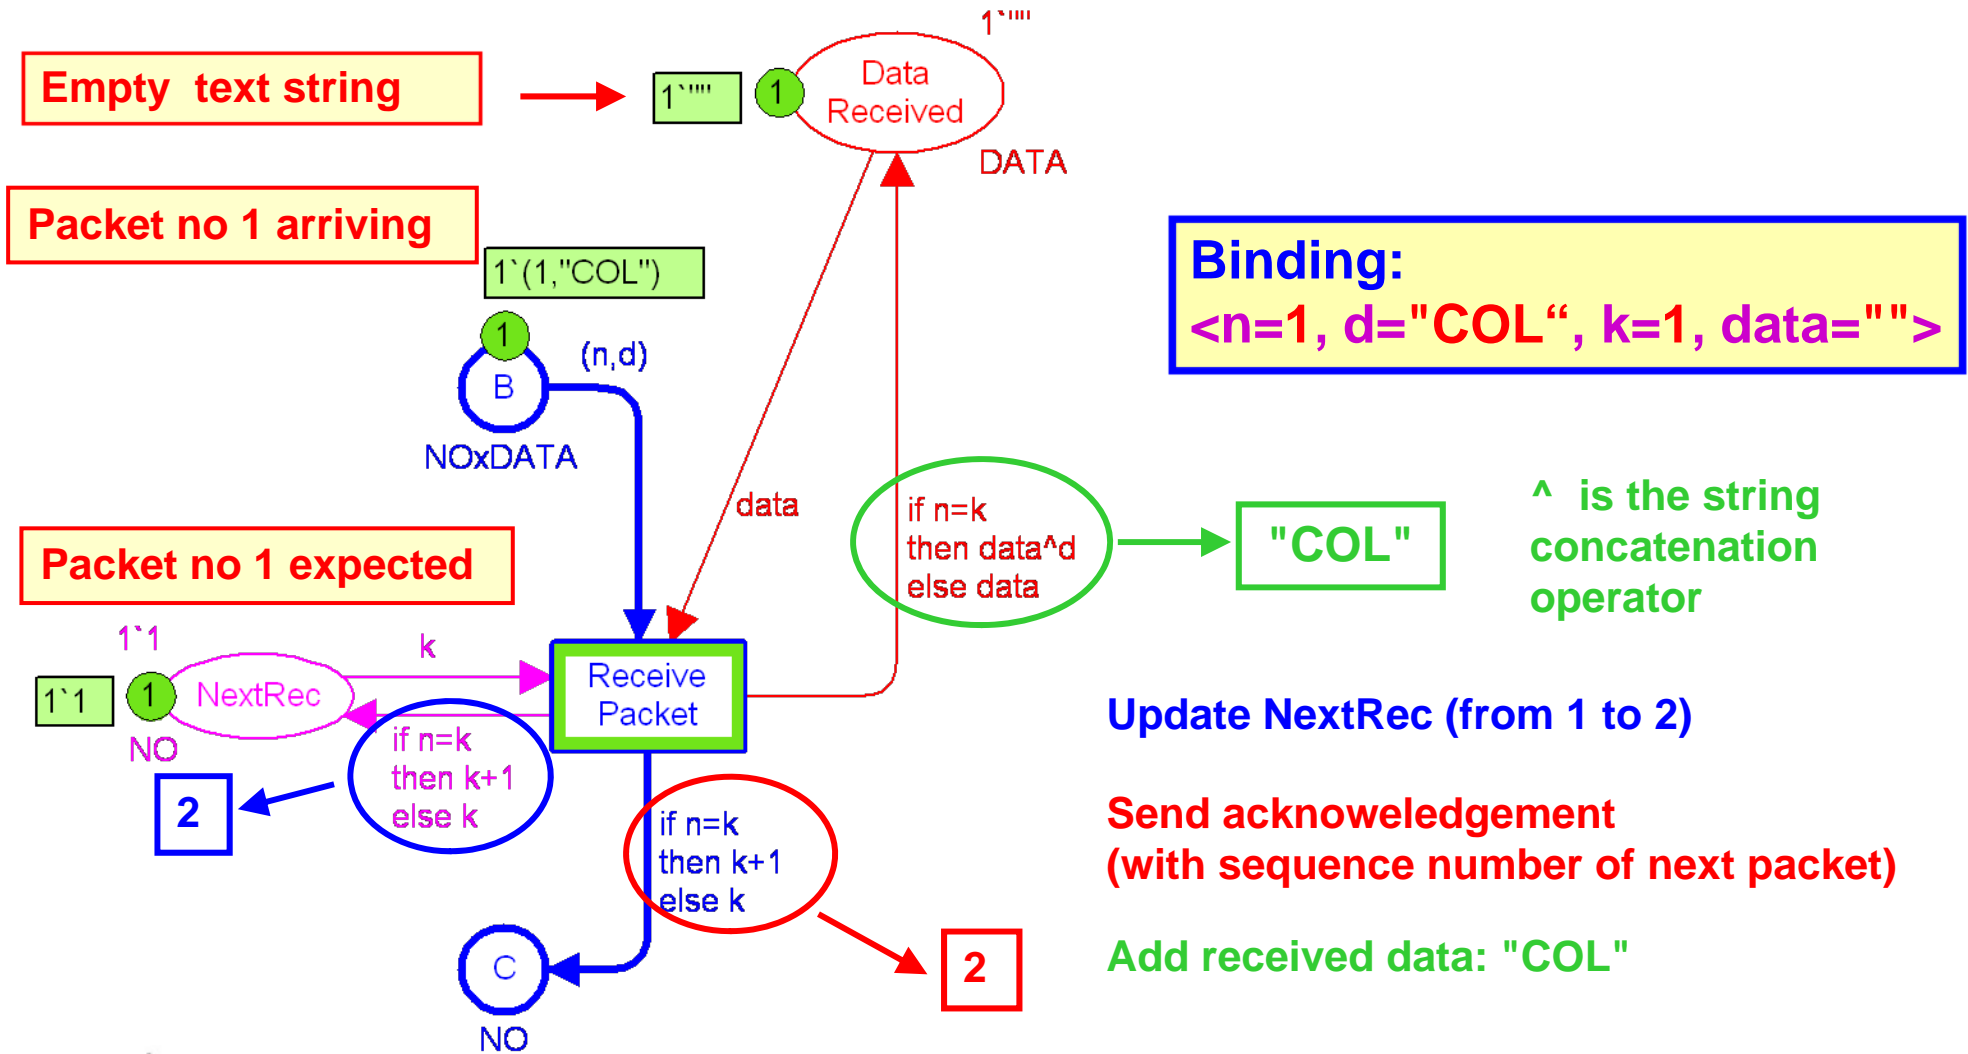 1`""
Empty  text string
1`""
1
Data
Received
DATA
Packet no 1 arriving
1`(1,"COL")
1
(n,d)
B
NOxDATA
Binding:
<n=1, d="COL“, k=1, data="">
data
if n=k
then data^d
else data
"COL"
^  is the string
concatenation
operator
Packet no 1 expected
1`1
k
1`1
1
NextRec
NO
Receive
Packet
if n=k
then k+1
else k
2
if n=k
then k+1
else k
2
C
NO
Update NextRec (from 1 to 2)
Send acknoweledgement
(with sequence number of next packet)
Add received data: "COL"